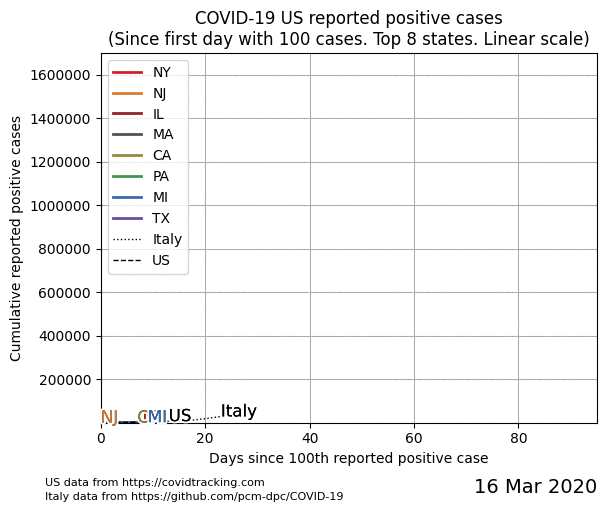 COVID-19 US reported positive cases
(Since first day with 100 cases. Top 8 states. Linear scale)
Cumulative reported positive cases
1600000
1400000
1200000
1000000
800000
600000
400000
200000
NY
NJ
IL
MA
CA
PA
MI
TX
Italy
US
NJ
MI
US
Italy
0
20
40
60
80
Days since 100th reported positive case
US data from https://covidtracking.com
Italy data from https://github.com/pcm-dpc/COVID-19
16 Mar 2020